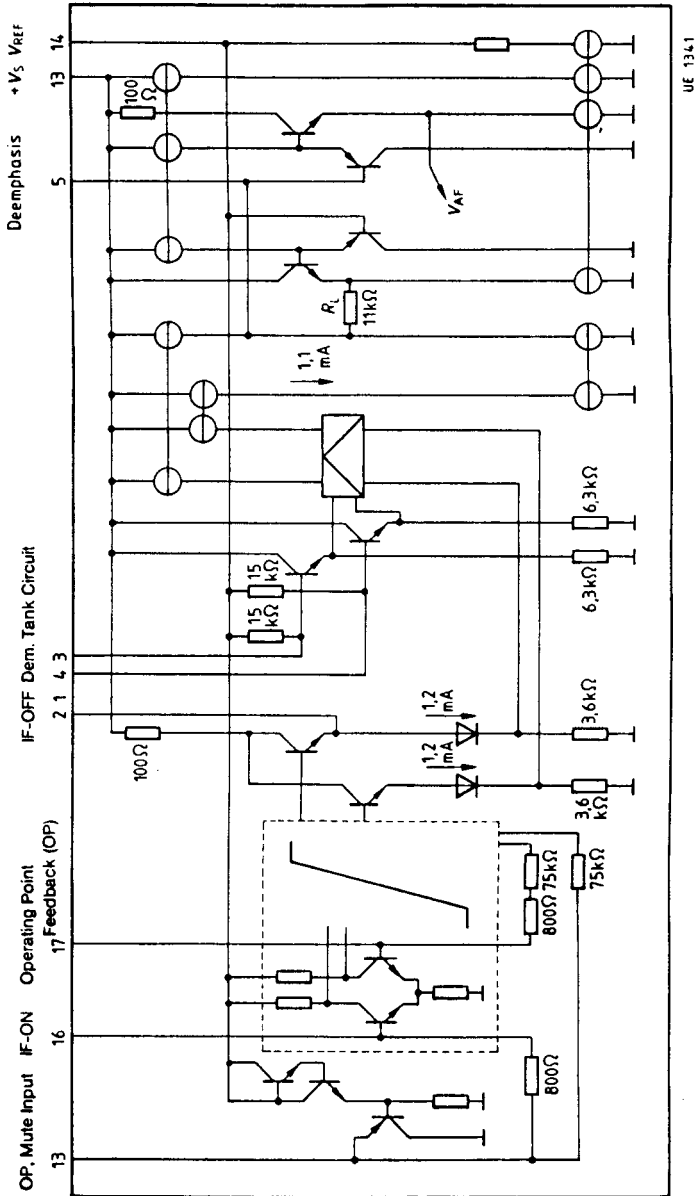 OP, Mute Input IF-ON Operating Point IF-OFF Dem. Tank Circuit Deemphasis +VS VREF
Feedback (OP)
13 16 17 2 1 4 3 5 13 14
100Ω
100
Ω
15
kΩ
15
kΩ
1,1
mA
Ri
11kΩ
VAF
1,2
mA
1,2
mA
800Ω
800Ω 75kΩ
75kΩ
3,6
kΩ
3,6kΩ
6,3kΩ
6,3kΩ
UE 1341